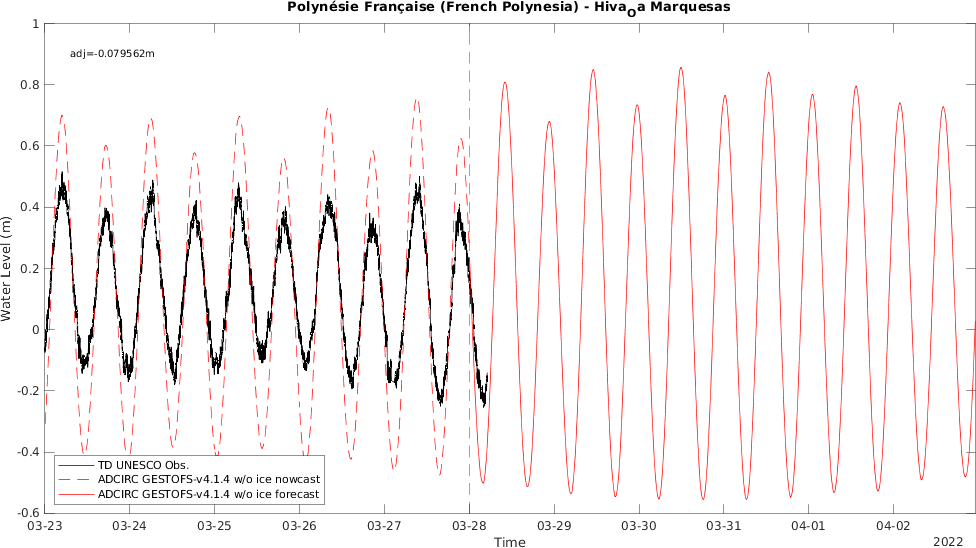 Polynésie Française (French Polynesia) - Hiva_Oa Marquesas
adj=-0.079562m
1
0.8
0.6
0.4
0.2
0
-0.2
-0.4
-0.6
Water Level (m)
TD UNESCO Obs.
ADCIRC GESTOFS-v4.1.4 w/o ice nowcast
ADCIRC GESTOFS-v4.1.4 w/o ice forecast
03-23 03-24 03-25 03-26 03-27 03-28 03-29 03-30 03-31 04-01 04-02
Time
2022